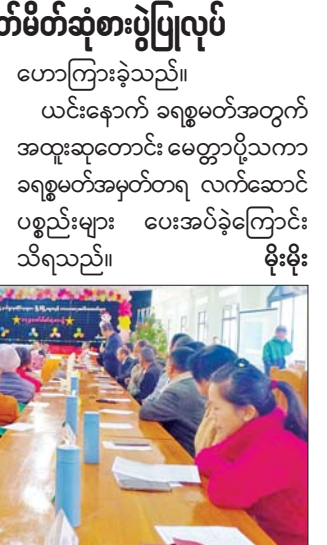 တ်မိတ်ဆုံစားပွဲပြုလုပ်
ဟောကြားခဲ့သည်။
ယင်းနောက် ခရစ္စမတ်အတွက်
အထူးဆုတောင်း မေတ္တာပို့သကာ
ခရစ္စမတ်အမှတ်တရ လက်ဆောင်
ပစ္စည်းများ ပေးအပ်ခဲ့ကြောင်း
သိရသည်။ မိုးမိုး